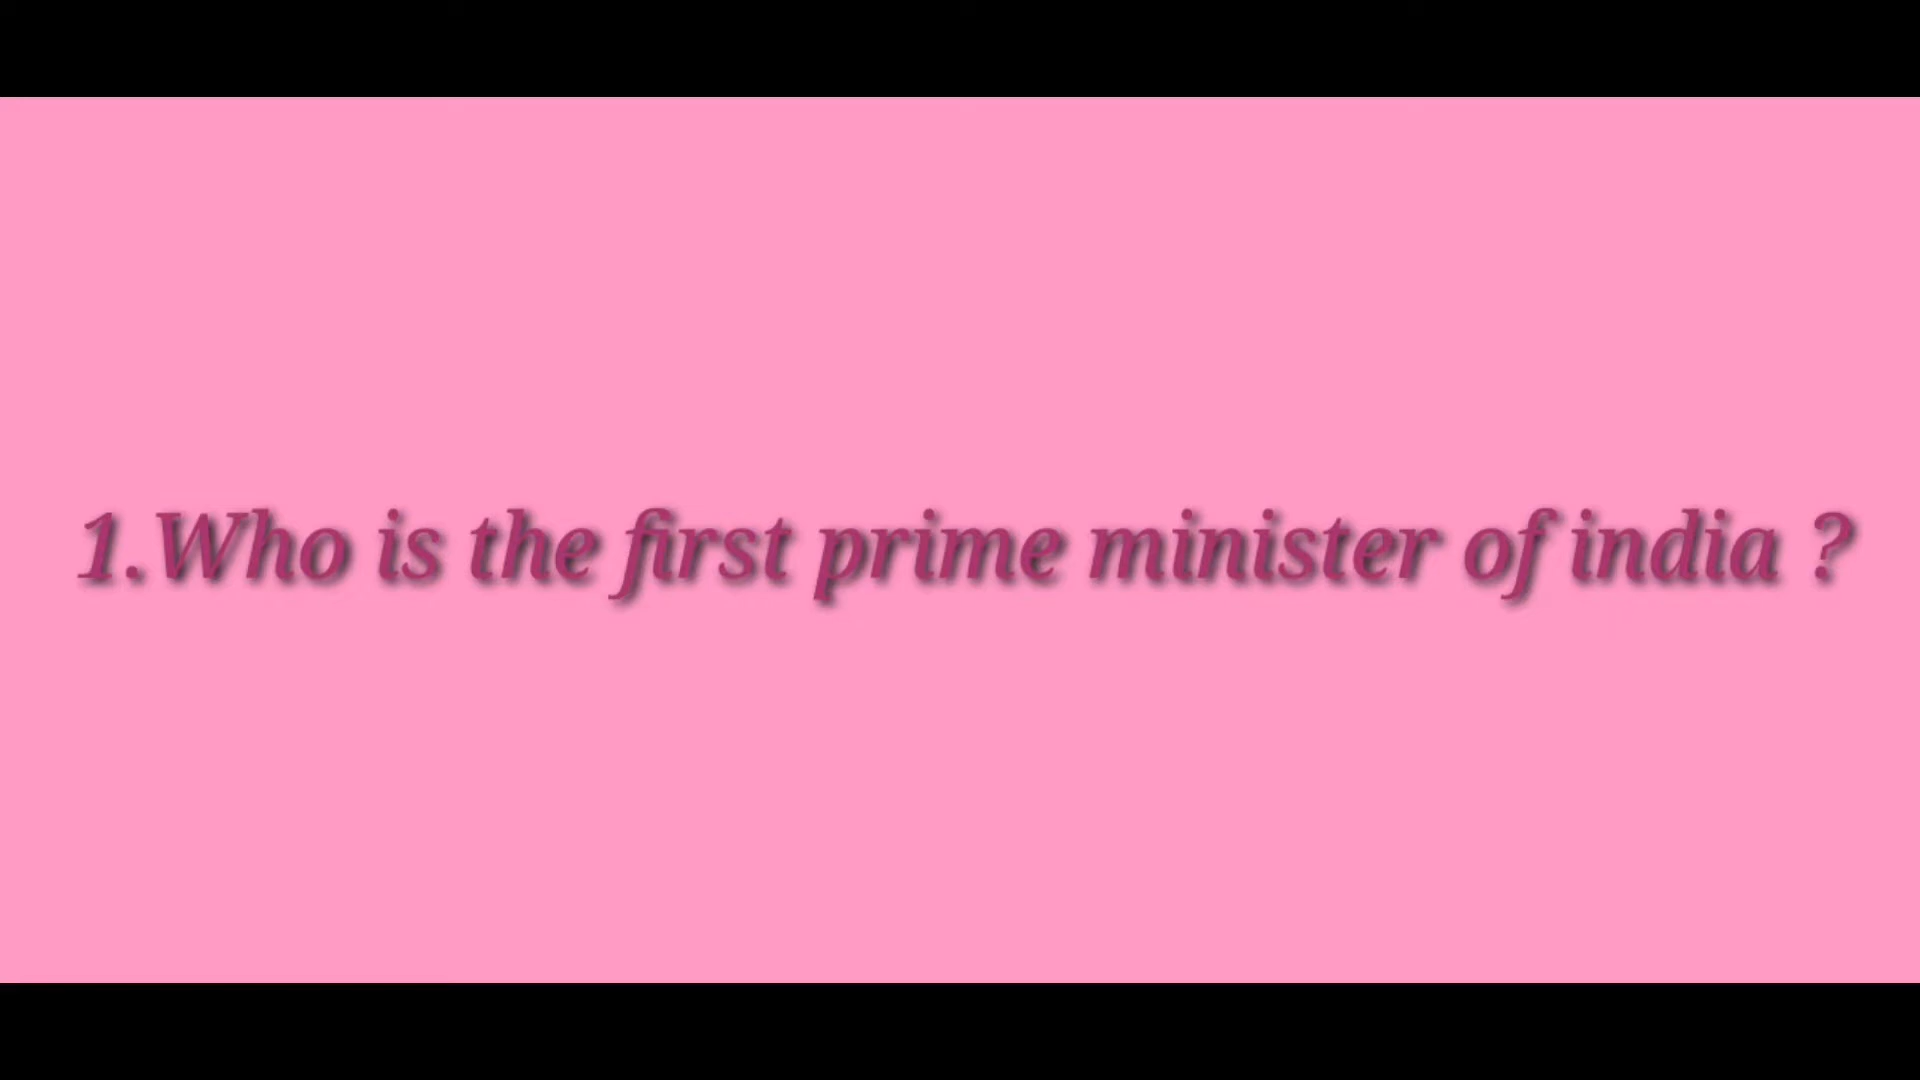 1.Who is the first prime minister of india ?